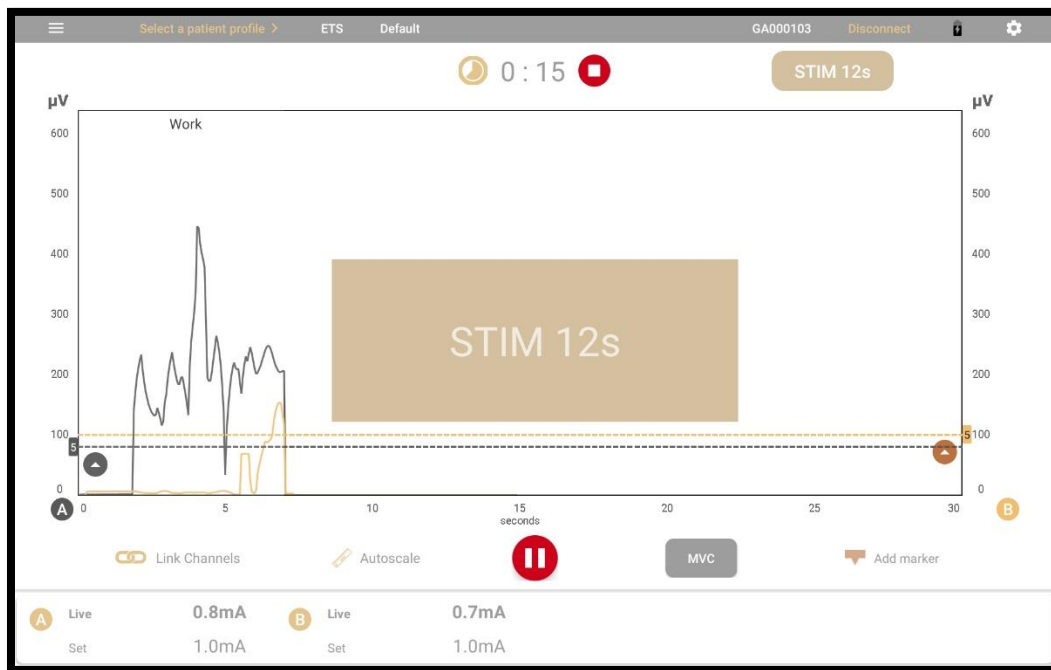 Select a patient profile > ETS Default GA000103 Disconnect
0 : 15 STIM 12s
µV µV
Work
600 600
500 500
400 400
STIM 12s
300 300
200 200
100 5 5 100
0 0
A 0 5 10 15 20 25 30 B
seconds
Link Channels Autoscale MVC Add marker
A Live 0.8mA B Live 0.7mA
Set 1.0mA Set 1.0mA